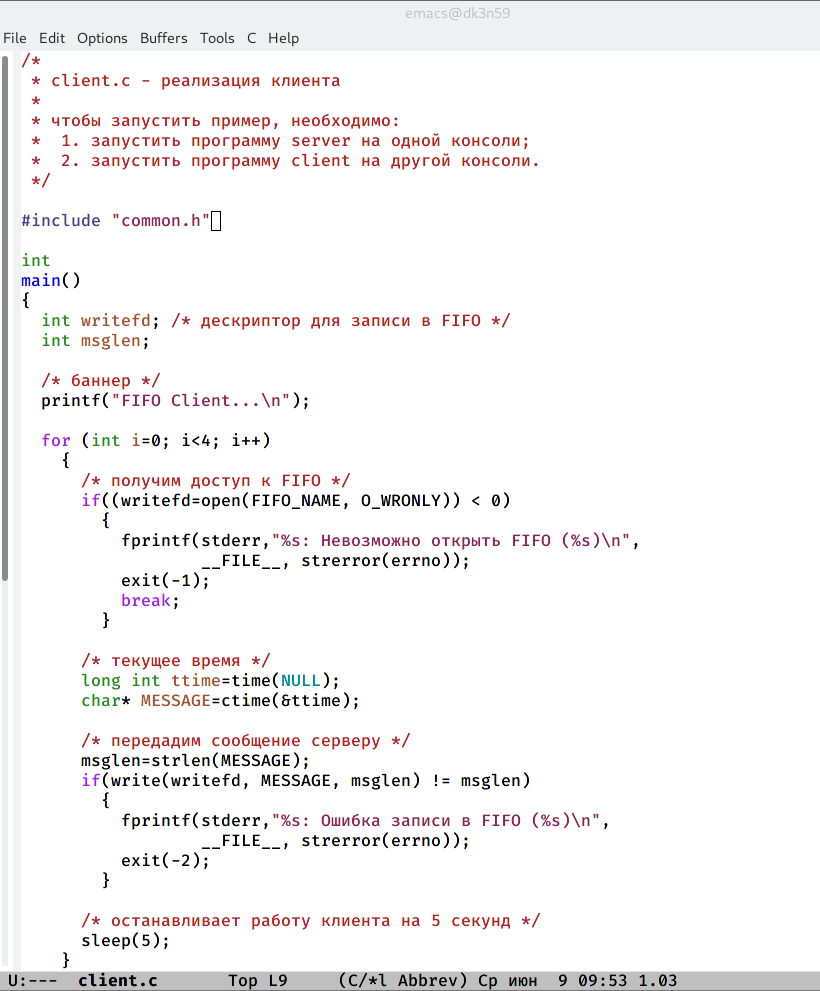 emacs@dk3n59
File Edit Options Buffers Tools C Help
/*
 * client.c - реализация клиента
 *
 * чтобы запустить пример, необходимо:
 *  1. запустить программу server на одной консоли;
 *  2. запустить программу client на другой консоли.
 */

#include "common.h"

int
main()
{
  int writefd; /* дескриптор для записи в FIFO */
  int msglen;

  /* баннер */
  printf("FIFO Client...\n");

  for (int i=0; i<4; i++)
    {
      /* получим доступ к FIFO */
      if((writefd=open(FIFO_NAME, O_WRONLY)) < 0)
        {
          fprintf(stderr,"%s: Невозможно открыть FIFO (%s)\n",
                  __FILE__, strerror(errno));
          exit(-1);
          break;
        }

      /* текущее время */
      long int ttime=time(NULL);
      char* MESSAGE=ctime(&ttime);

      /* передадим сообщение серверу */
      msglen=strlen(MESSAGE);
      if(write(writefd, MESSAGE, msglen) != msglen)
        {
          fprintf(stderr,"%s: Ошибка записи в FIFO (%s)\n",
                  __FILE__, strerror(errno));
          exit(-2);
        }

      /* останавливает работу клиента на 5 секунд */
      sleep(5);
    }
U:---  client.c       Top L9     (C/*l Abbrev) Ср июн  9 09:53 1.03